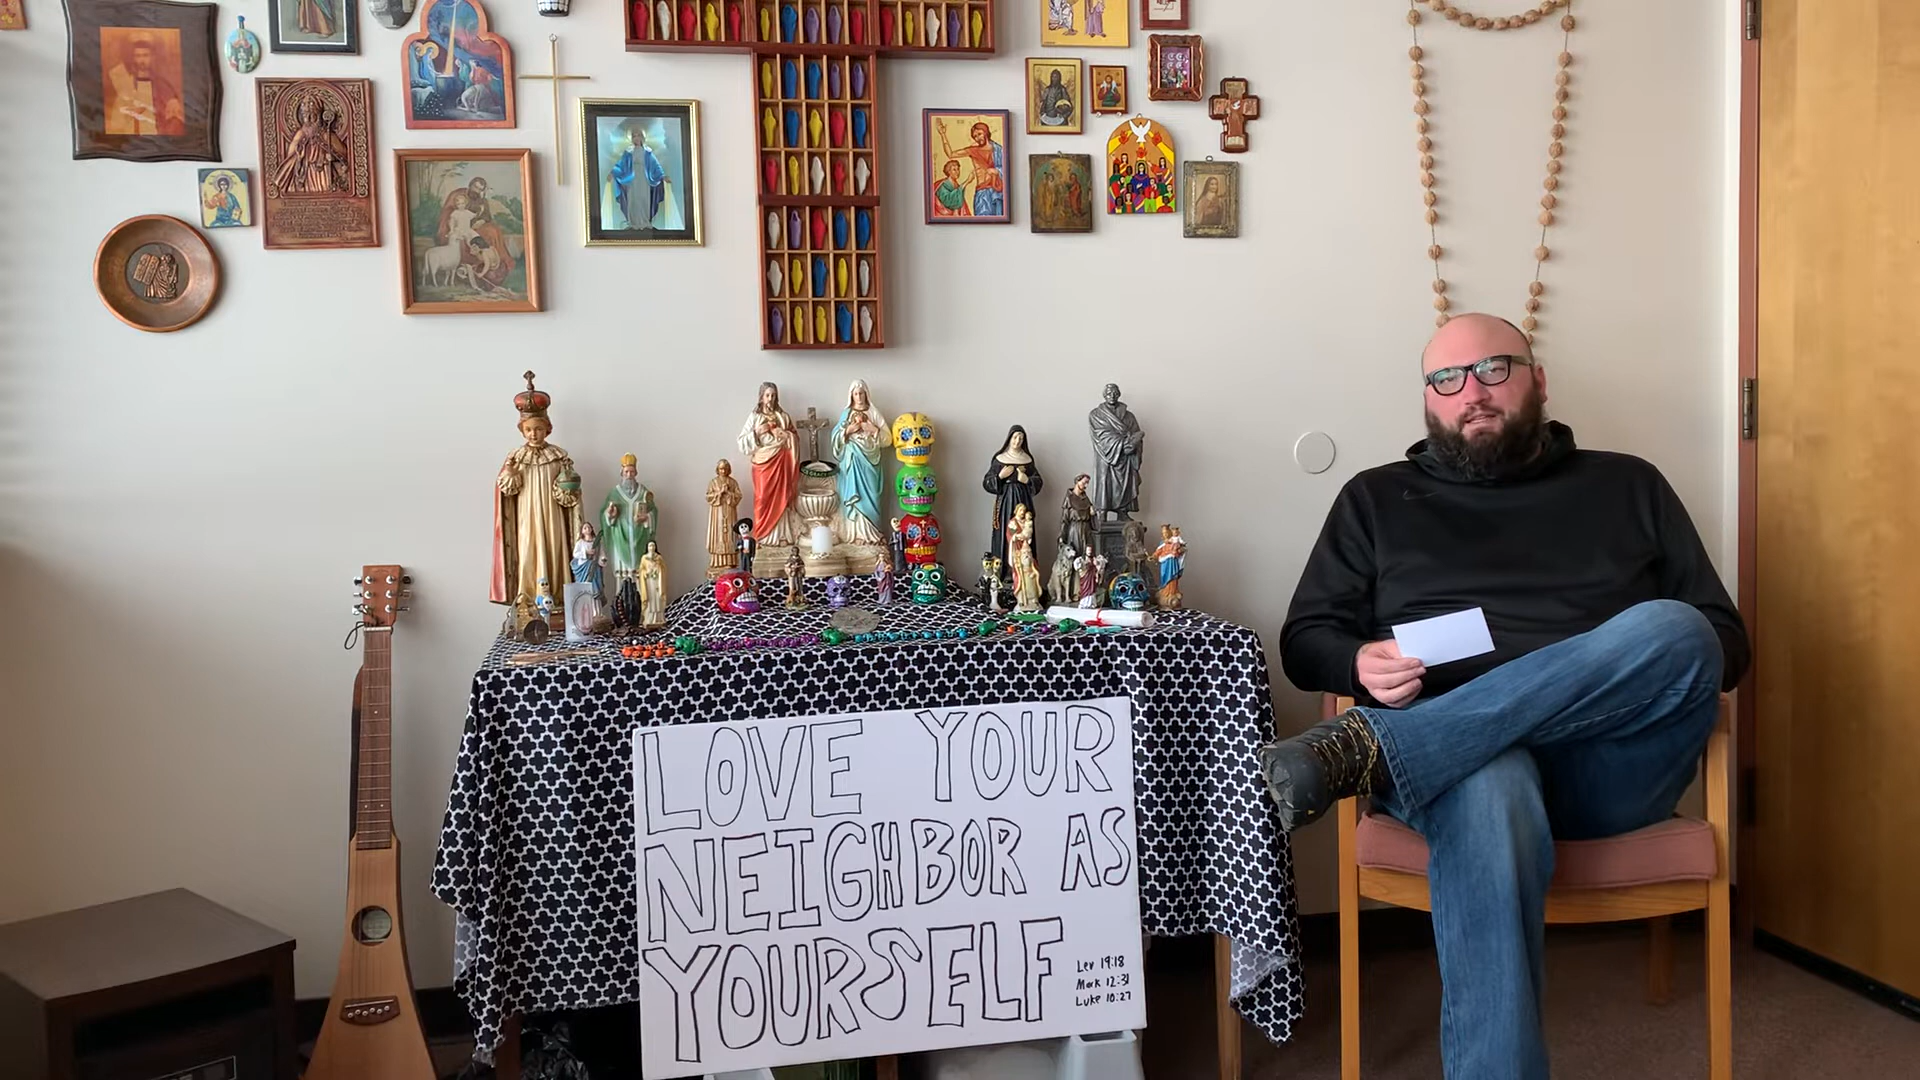 LOVE YOUR
NEIGHBOR AS
YOURSELF
Lev 19:18
Mark 12:31
Luke 10:27